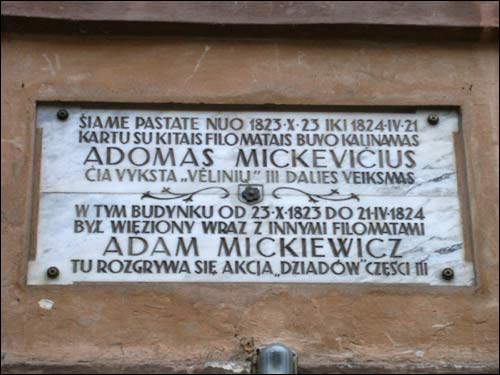 ŠIAME PASTATE NUO 1823·X·23 IKI 1824·IV·21
KARTU SU KITAIS FILOMATAIS BUVO KALINAMAS
ADOMAS MICKEVIČIUS
ČIA VYKSTA „VĖLINIŲ” III DALIES VEIKSMAS
W TYM BUDYNKU OD 23·X·1823 DO 21·IV·1824
BYŁ WIĘZIONY WRAZ Z INNYMI FILOMATAMI
ADAM MICKIEWICZ
TU ROZGRYWA SIĘ AKCJA „DZIADÓW” CZĘŚCI III